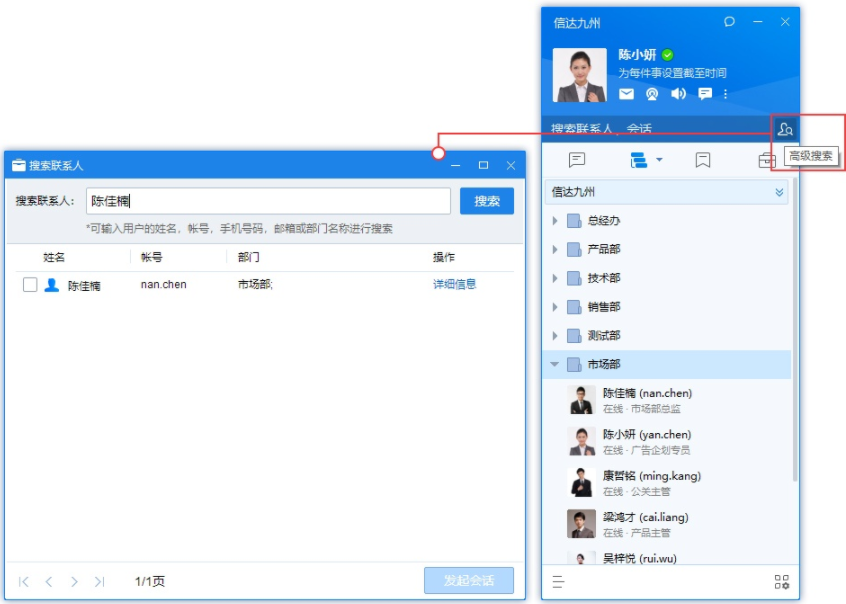 信达九州
陈小妍
为每件事设置截至时间
搜索联系人、会话
高级搜索
信达九州
总经办
产品部
技术部
销售部
测试部
市场部
陈佳楠 (nan.chen)
在线 - 市场部总监
陈小妍 (yan.chen)
在线 - 广告企划专员
康哲铭 (ming.kang)
在线 - 公关主管
梁鸿才 (cai.liang)
在线 - 产品主管
吴梓悦 (rui.wu)
搜索联系人
搜索联系人: 陈佳楠 搜索
*可输入用户的姓名，帐号，手机号码，邮箱或部门名称进行搜索
姓名 帐号 部门 操作
陈佳楠 nan.chen 市场部; 详细信息
1/1页 发起会话